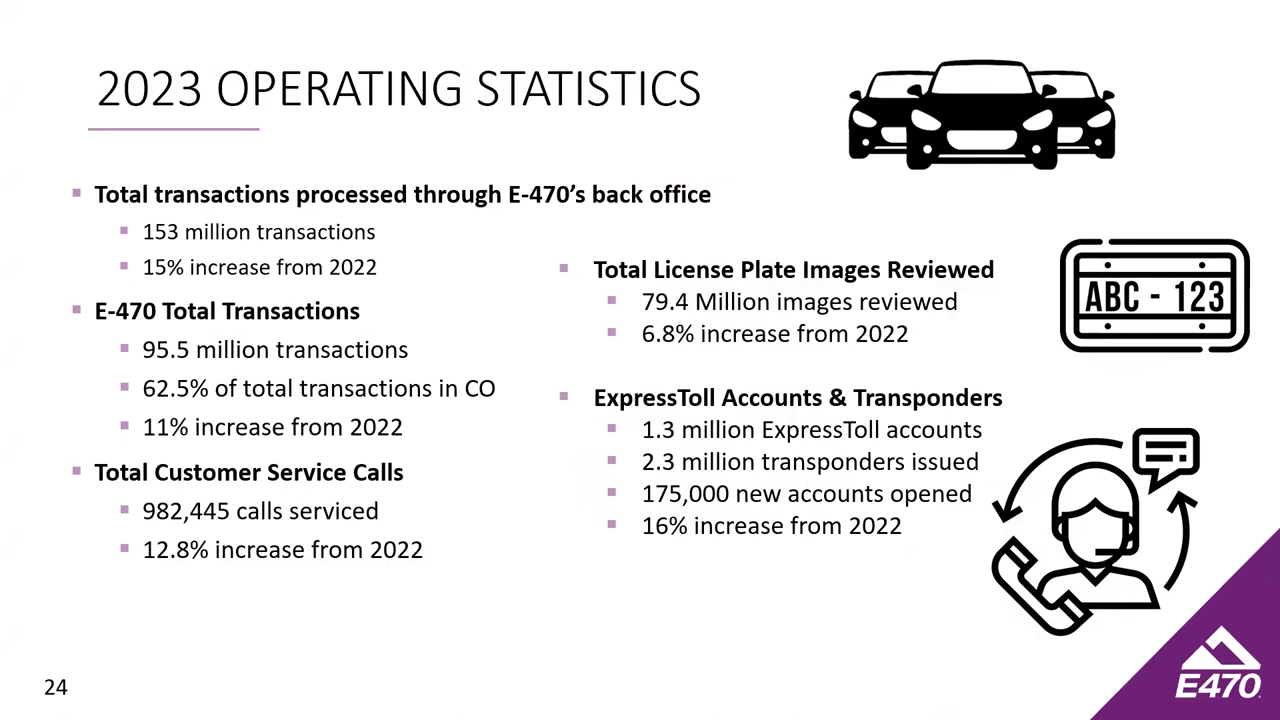 2023 OPERATING STATISTICS
Total transactions processed through E-470’s back office
153 million transactions
15% increase from 2022
E-470 Total Transactions
95.5 million transactions
62.5% of total transactions in CO
11% increase from 2022
Total Customer Service Calls
982,445 calls serviced
12.8% increase from 2022
Total License Plate Images Reviewed
79.4 Million images reviewed
6.8% increase from 2022
ExpressToll Accounts & Transponders
1.3 million ExpressToll accounts
2.3 million transponders issued
175,000 new accounts opened
16% increase from 2022
ABC - 123
24
E470